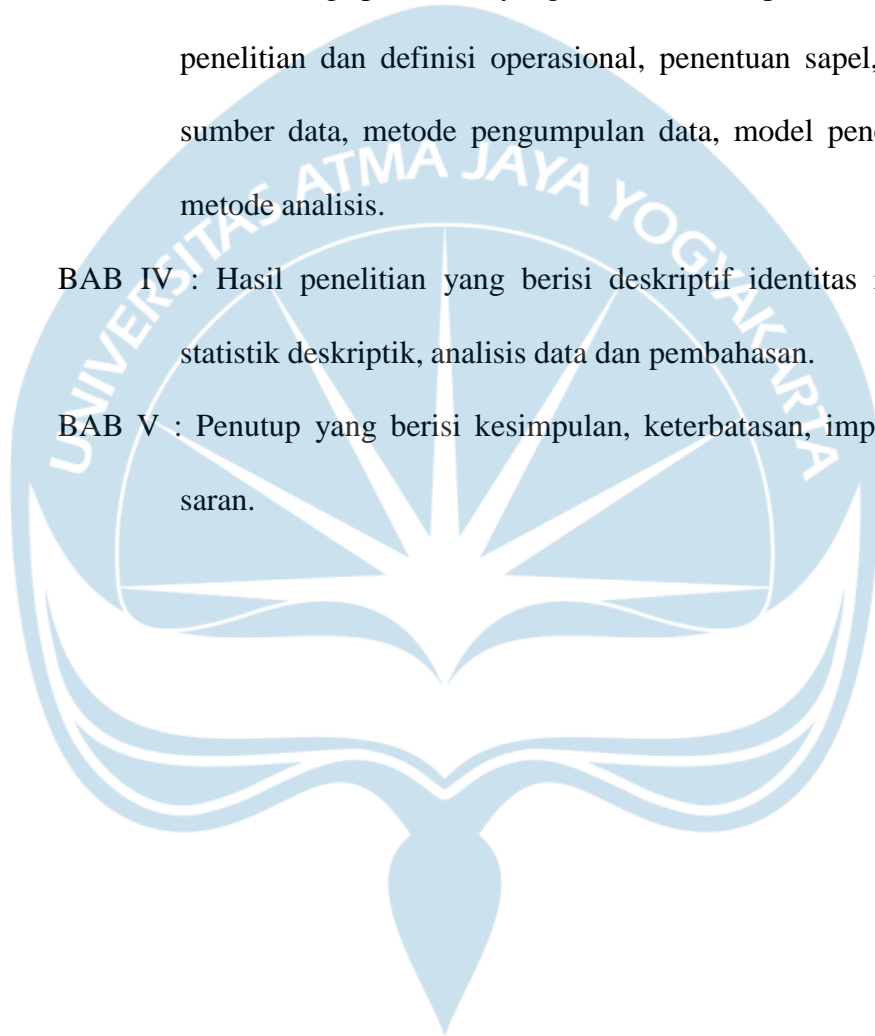 penelitian dan definisi operasional, penentuan sapel,
sumber data, metode pengumpulan data, model
metode analisis.
BAB IV : Hasil penelitian yang berisi deskriptif identitas
statistik deskriptik, analisis data dan pembahasan.
BAB V : Penutup yang berisi kesimpulan, keterbatasan,
saran.
UNIVERSITAS ATMA JAYA YOGYAKARTA